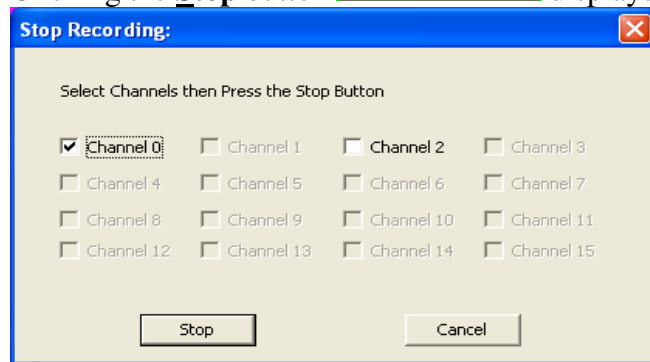 Stop Recording:
Select Channels then Press the Stop Button
Channel 0 Channel 1 Channel 2 Channel 3
Channel 4 Channel 5 Channel 6 Channel 7
Channel 8 Channel 9 Channel 10 Channel 11
Channel 12 Channel 13 Channel 14 Channel 15
Stop Cancel